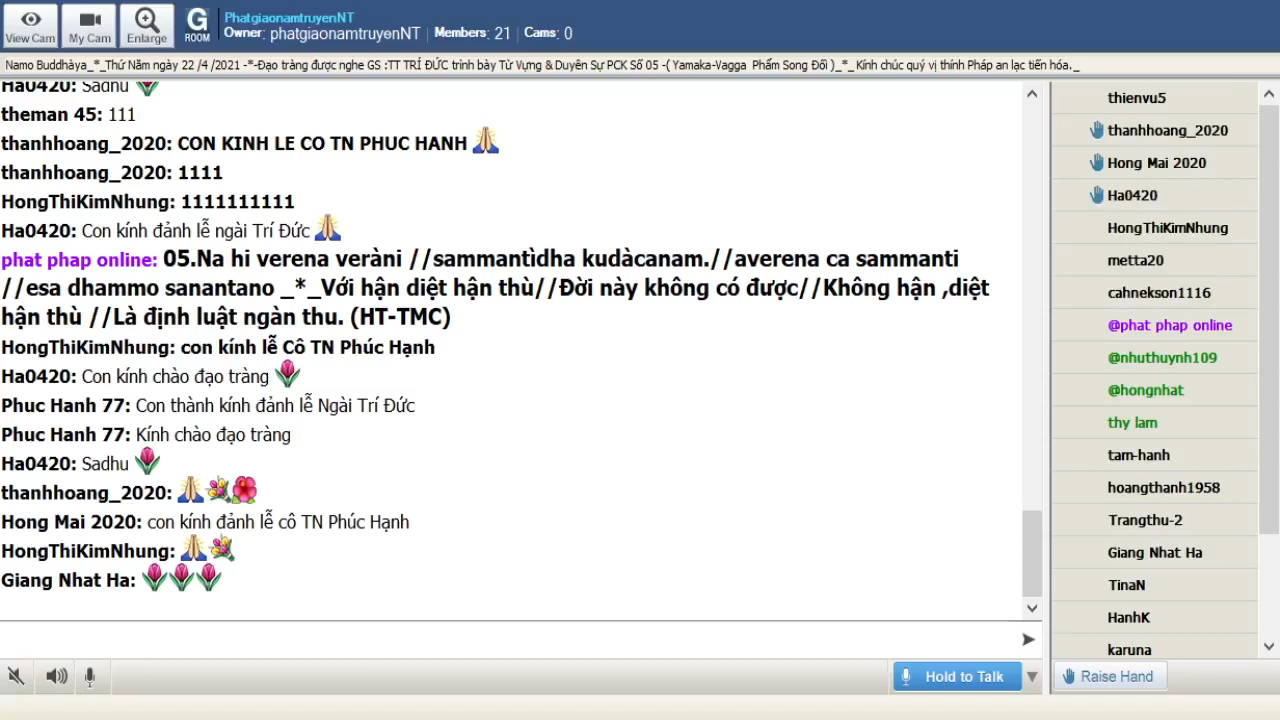 View Cam
My Cam
Enlarge
G
ROOM
PhatgiaonamtruyenNT
Owner: phatgiaonamtruyenNT | Members: 21 | Cams: 0
Namo Buddhàya_*_Thứ Năm ngày 22 /4 /2021 -*-Đạo tràng được nghe GS :TT TRÍ ĐỨC trình bày Từ Vựng & Duyên Sự PCK Số 05 -( Yamaka-Vagga Phẩm Song Đối )_*_ Kính chúc quý vị thính Pháp an lạc tiến hóa._
Ha0420: Sadhu
theman 45: 111
thanhhoang_2020: CON KINH LE CO TN PHUC HANH
thanhhoang_2020: 1111
HongThiKimNhung: 1111111111
Ha0420: Con kính đảnh lễ ngài Trí Đức
phat phap online: 05.Na hi verena veràni //sammantìdha kudàcanam.//averena ca sammanti
//esa dhammo sanantano _*_Với hận diệt hận thù//Đời này không có được//Không hận ,diệt
hận thù //Là định luật ngàn thu. (HT-TMC)
HongThiKimNhung: con kính lễ Cô TN Phúc Hạnh
Ha0420: Con kính chào đạo tràng
Phuc Hanh 77: Con thành kính đảnh lễ Ngài Trí Đức
Phuc Hanh 77: Kính chào đạo tràng
Ha0420: Sadhu
thanhhoang_2020:
Hong Mai 2020: con kính đảnh lễ cô TN Phúc Hạnh
HongThiKimNhung:
Giang Nhat Ha:
thienvu5
thanhhoang_2020
Hong Mai 2020
Ha0420
HongThiKimNhung
metta20
cahnekson1116
@phat phap online
@nhuthuynh109
@hongnhat
thy lam
tam-hanh
hoangthanh1958
Trangthu-2
Giang Nhat Ha
TinaN
HanhK
karuna
Hold to Talk
Raise Hand